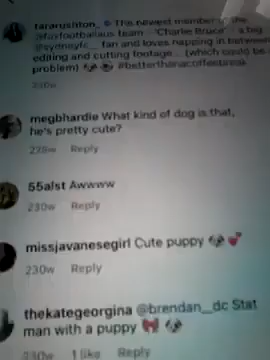 tararushton_ The newest member of the
@foxfootballaus team - 'Charlie Bruce' - a big
@sydneyfc_ fan and loves napping in between
editing and cutting footage... (which could be a
problem) 🐶 #betterthanacoffeebreak
230w
megbhardie What kind of dog is that,
he's pretty cute?
228w Reply
55alst Awwww
230w Reply
missjavanesegirl Cute puppy 🐶💕
230w Reply
thekategeorgina @brendan__dc Stat
man with a puppy 🙌 🐶
230w 1 like Reply